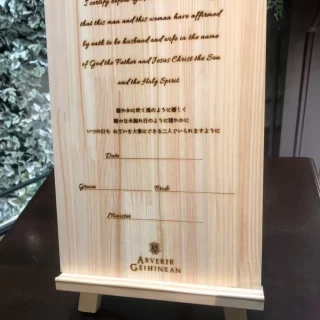 I certify before God
that this man and this woman have affirmed
by oath to be husband and wife in the name
of God the Father and Jesus Christ the Son
and the Holy Spirit
穏やかに吹く風のように優しく
暖かな木漏れ日のように穏やかに
いつの日も お互いを大事にできる二人でいられますように
Date
Groom Bride
Minister
ARVERIR
GEIHINKAN